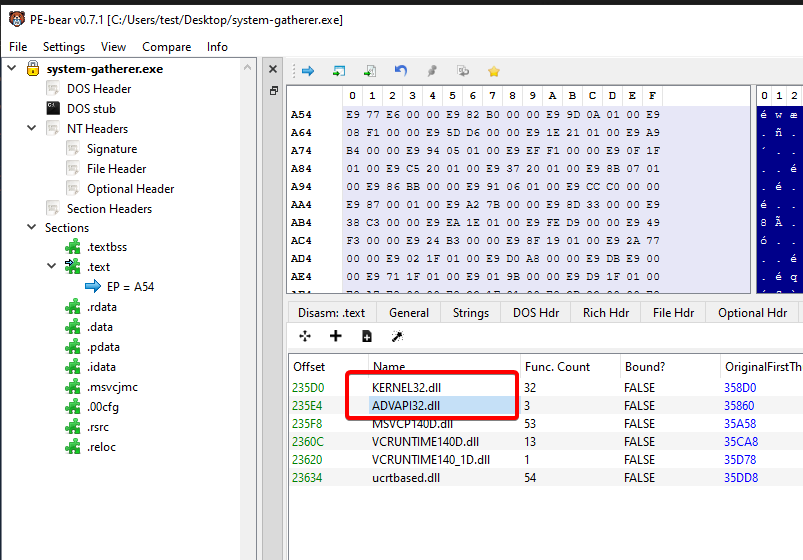 PE-bear v0.7.1 [C:/Users/test/Desktop/system-gatherer.exe]
File Settings View Compare Info
system-gatherer.exe
DOS Header
DOS stub
NT Headers
Signature
File Header
Optional Header
Section Headers
Sections
.textbss
.text
EP = A54
.rdata
.data
.pdata
.idata
.msvcjmc
.00cfg
.rsrc
.reloc
0 1 2 3 4 5 6 7 8 9 A B C D E F 0 1 2
A54 E9 77 E6 00 00 E9 82 B0 00 00 E9 9D 0A 01 00 E9 é w æ
A64 08 F1 00 00 E9 5D D6 00 00 E9 1E 21 01 00 E9 A9 . ñ .
A74 B4 00 00 E9 94 05 01 00 E9 EF F1 00 00 E9 0F 1F ´ . .
A84 01 00 E9 C5 20 01 00 E9 37 20 01 00 E9 8B 07 01 . . é
A94 00 E9 86 BB 00 00 E9 91 06 01 00 E9 CC C0 00 00 . é .
AA4 E9 87 00 01 00 E9 A2 7B 00 00 E9 8D 33 00 00 E9 é . .
AB4 38 C3 00 00 E9 EA 1E 01 00 E9 FE D9 00 00 E9 49 8 Ã .
AC4 F3 00 00 E9 24 B3 00 00 E9 8F 19 01 00 E9 2A 77 ó . .
AD4 00 00 E9 02 1F 01 00 E9 D0 A8 00 00 E9 DB E9 00 . . é
AE4 00 E9 71 1F 01 00 E9 01 9B 00 00 E9 D9 1F 01 00 . é q
Disasm: .text General Strings DOS Hdr Rich Hdr File Hdr Optional Hdr
Offset Name Func. Count Bound? OriginalFirstTh
235D0 KERNEL32.dll 32 FALSE 358D0
235E4 ADVAPI32.dll 3 FALSE 35860
235F8 MSVCP140D.dll 53 FALSE 35A58
2360C VCRUNTIME140D.dll 13 FALSE 35CA8
23620 VCRUNTIME140_1D.dll 1 FALSE 35D78
23634 ucrtbased.dll 54 FALSE 35DD8